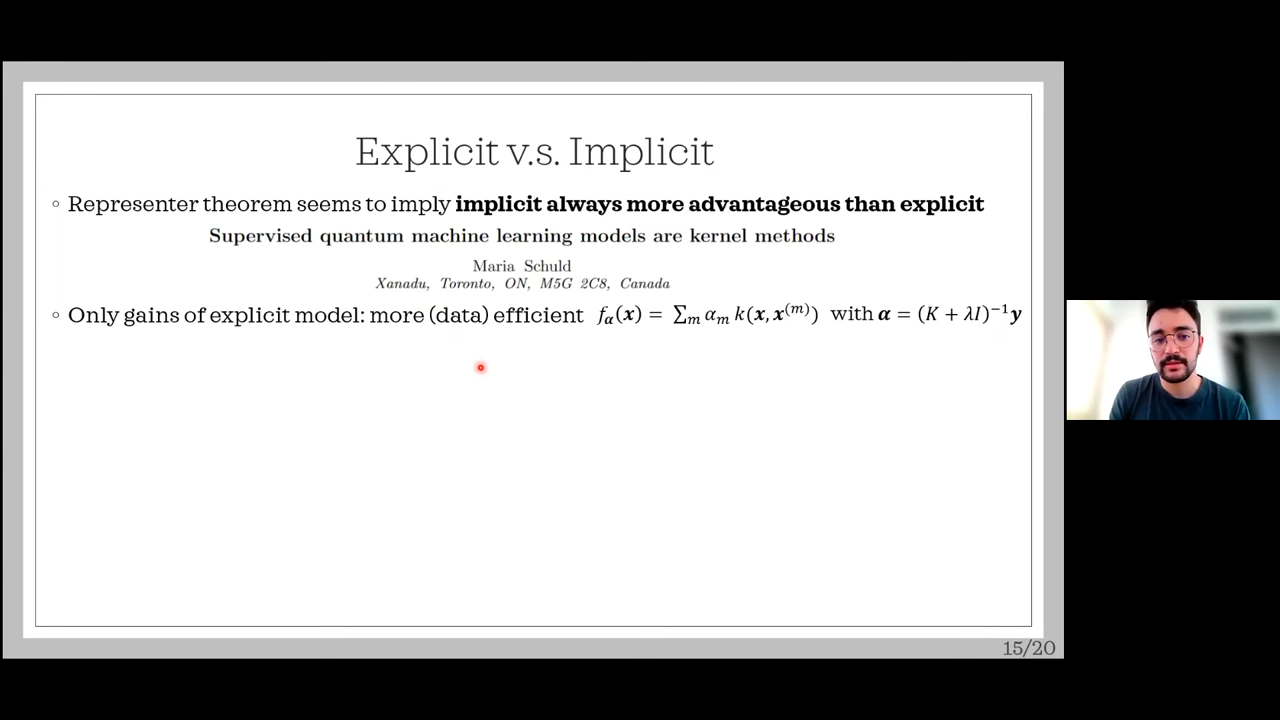 Explicit v.s. Implicit
◦ Representer theorem seems to imply implicit always more advantageous than explicit
Supervised quantum machine learning models are kernel methods
Maria Schuld
Xanadu, Toronto, ON, M5G 2C8, Canada
◦ Only gains of explicit model: more (data) efficient f_α(x) = ∑_m α_m k(x, x^(m)) with α = (K + λI)^−1 y
15/20